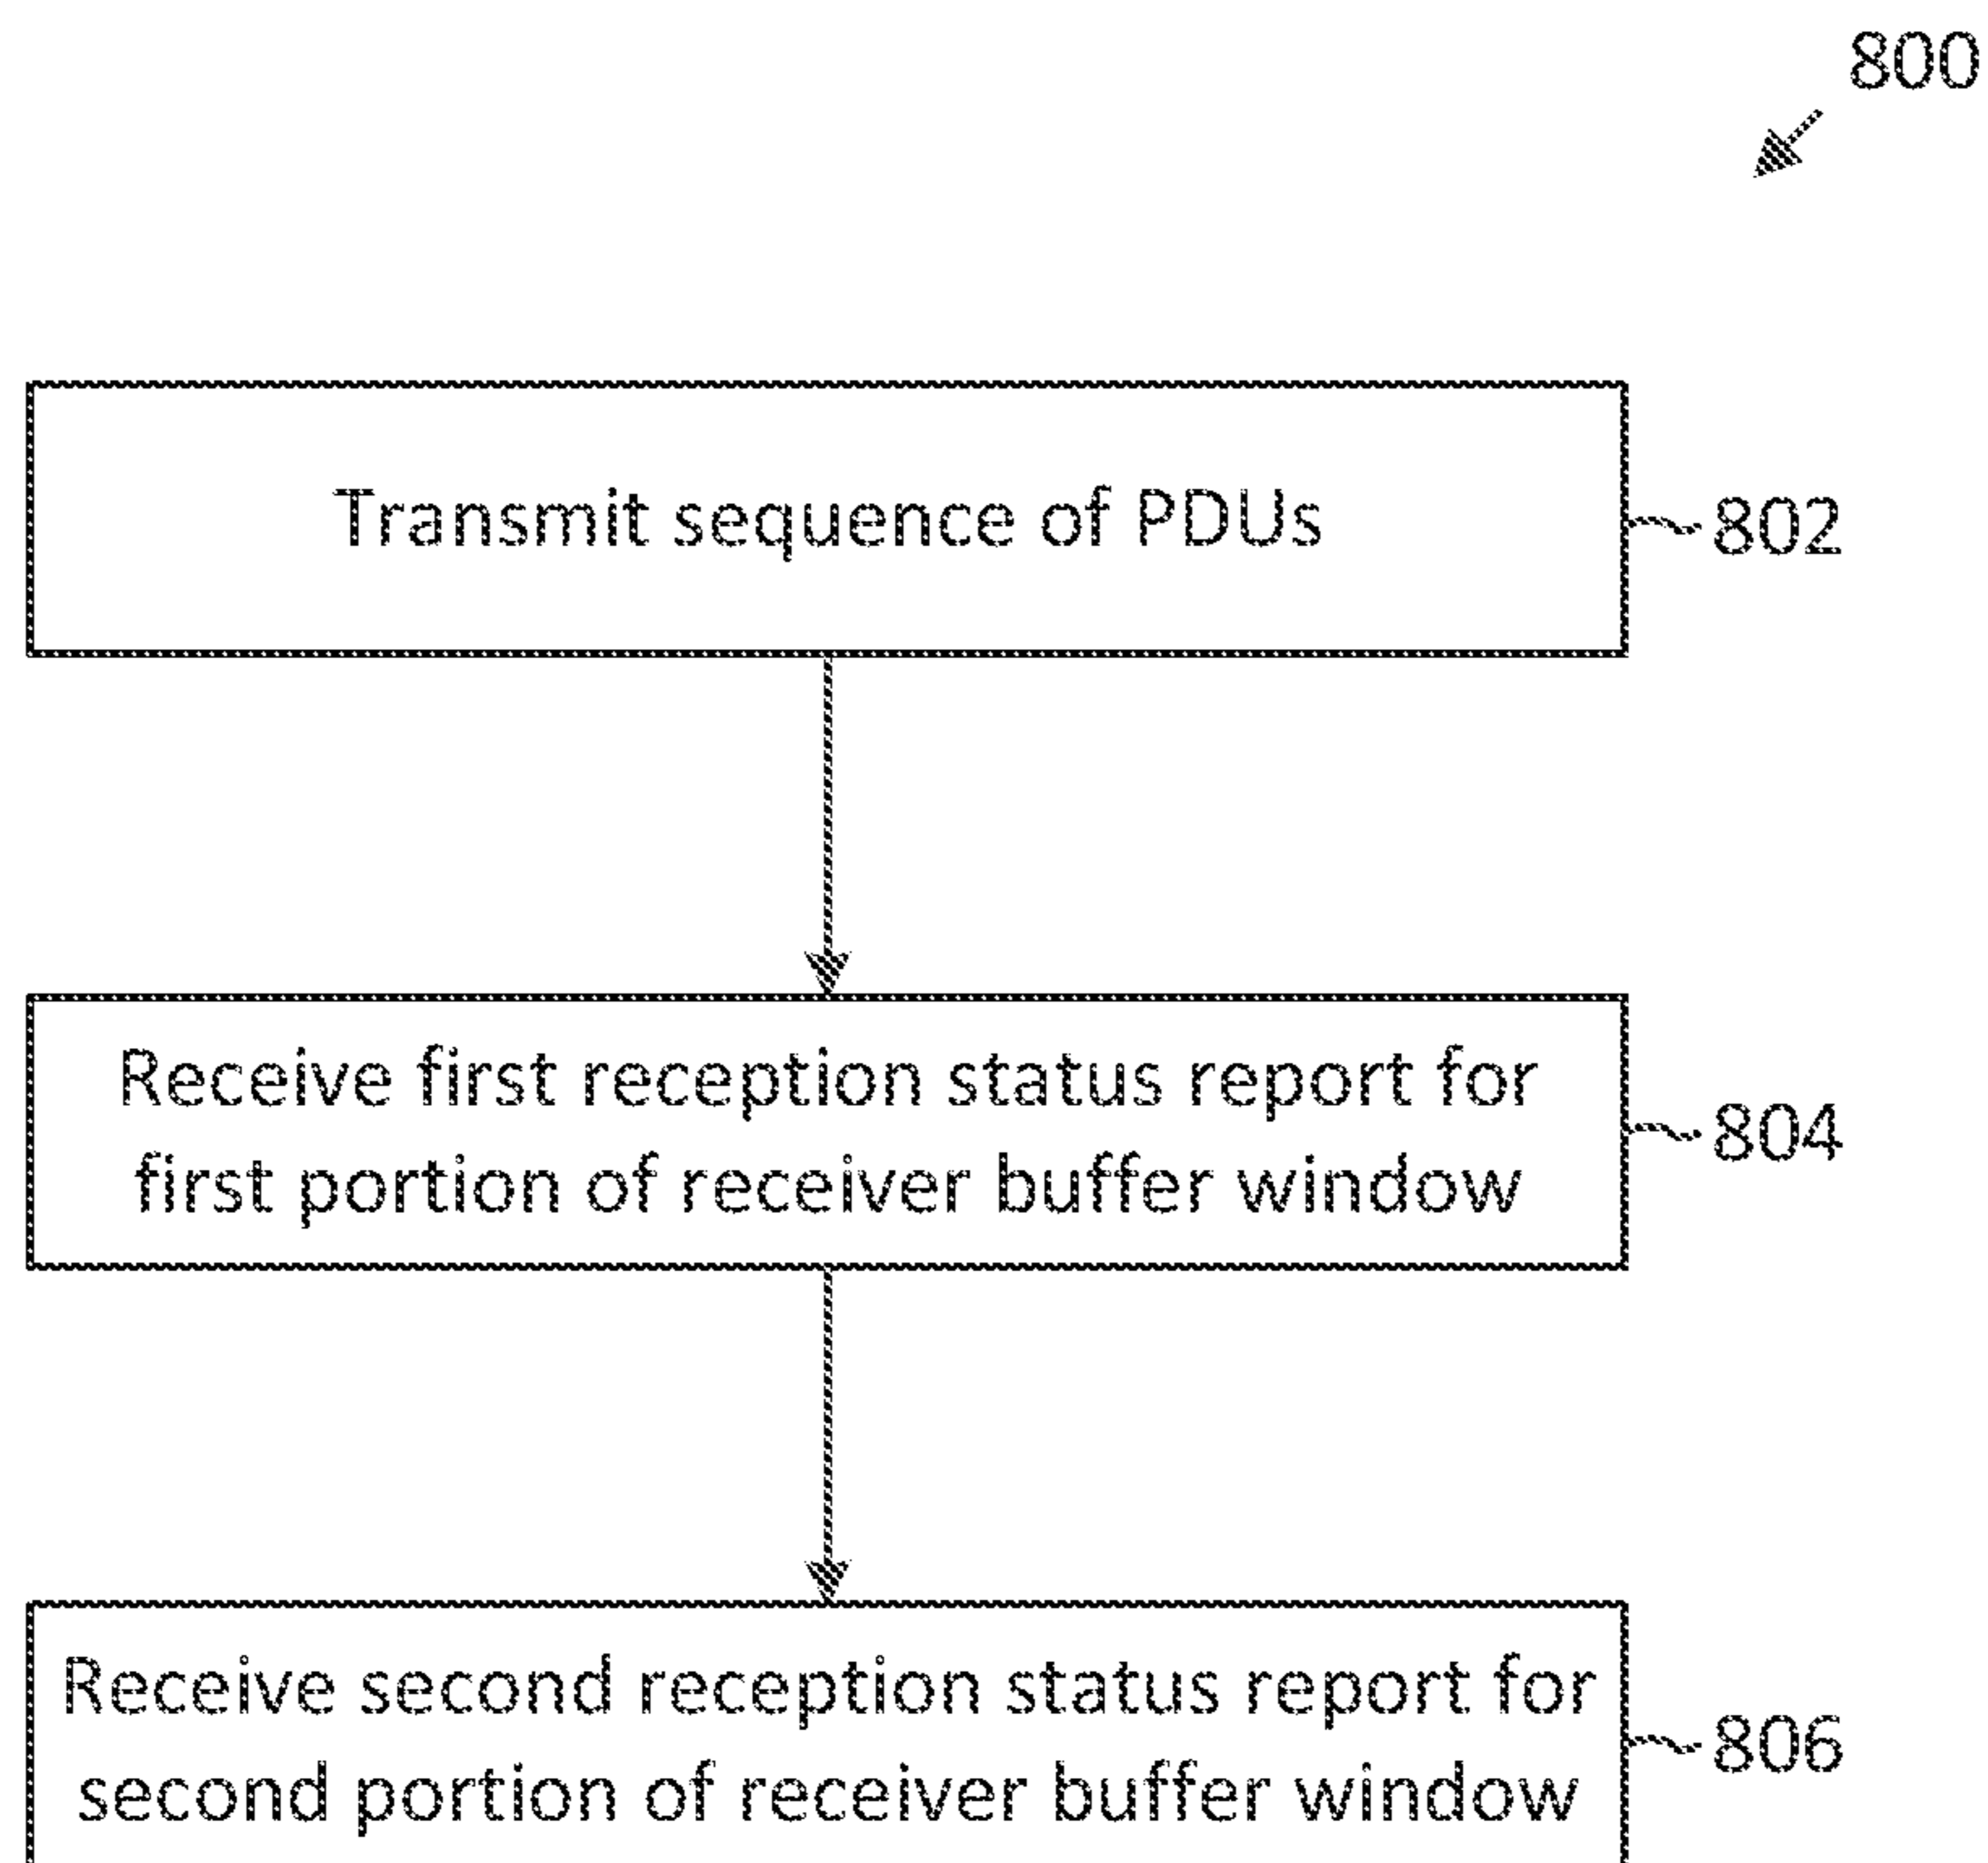 800
Transmit sequence of PDUs
802
Receive first reception status report for
first portion of receiver buffer window
804
Receive second reception status report for
second portion of receiver buffer window
806